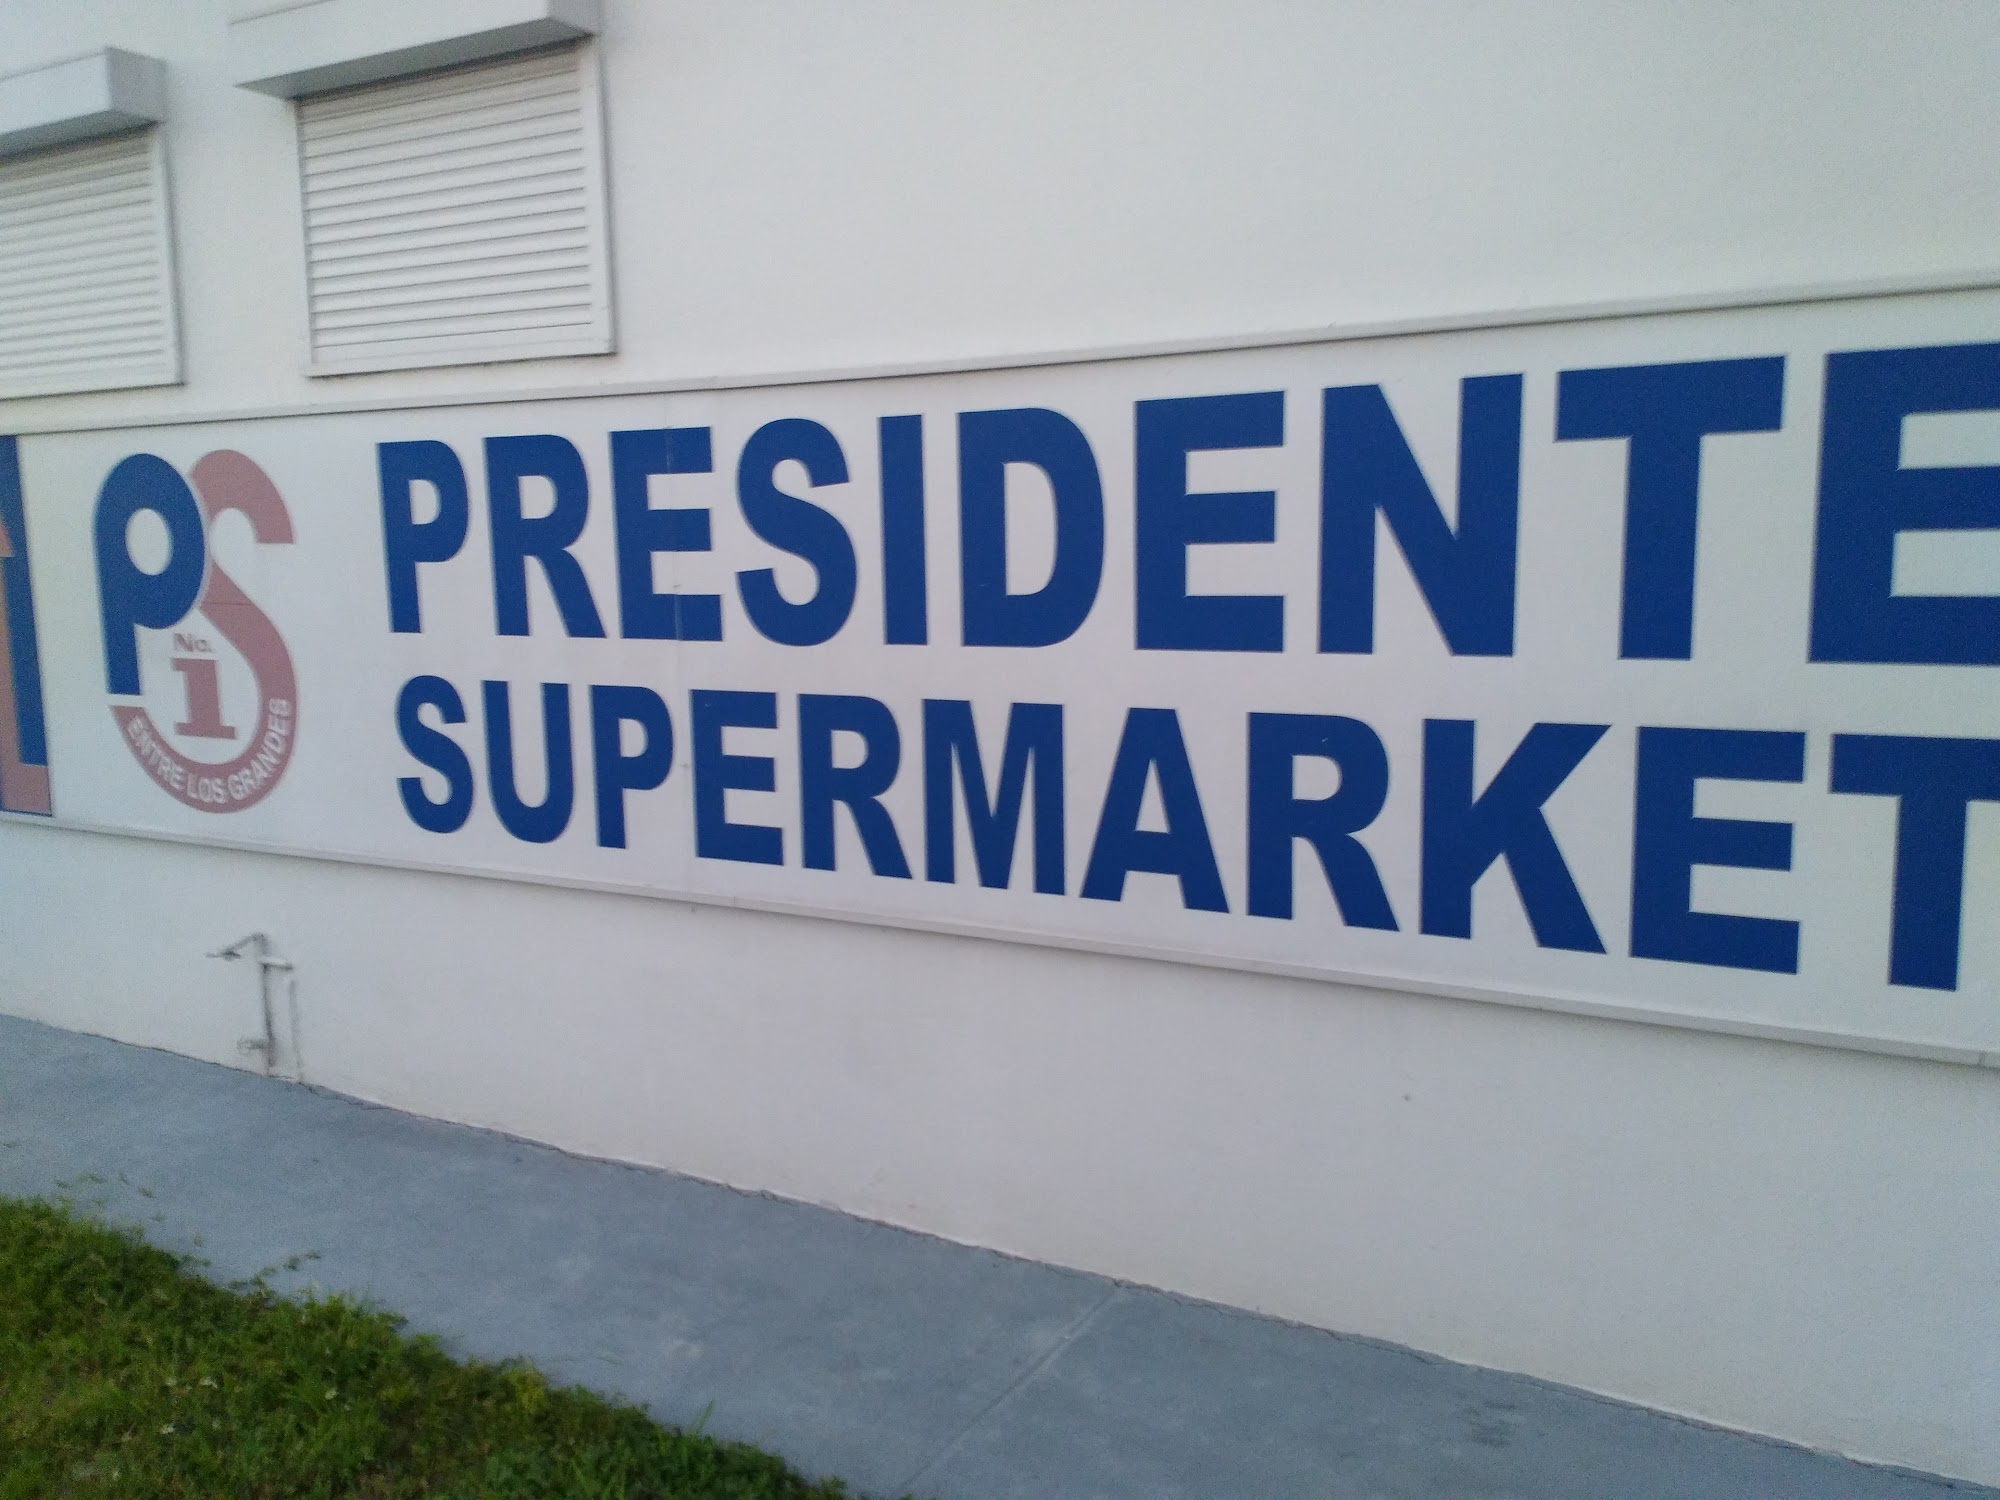 PS
No.
1
ENTRE LOS GRANDES
PRESIDENTE
SUPERMARKET